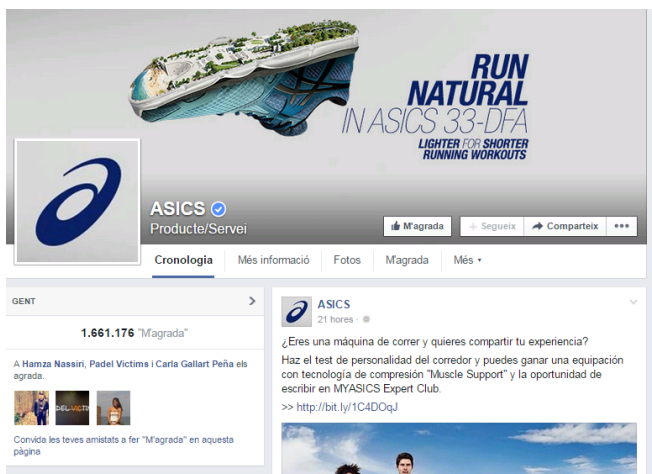 RUN
NATURAL
IN ASICS 33-DFA
LIGHTER FOR SHORTER
RUNNING WORKOUTS
ASICS
Producte/Servei
M'agrada
Segueix
Comparteix
Cronologia
Més informació
Fotos
M'agrada
Més
GENT
1.661.176 "M'agrada"
A Hamza Nassiri, Padel Victims i Carla Gallart Peña els
agrada.
Convida les teves amistats a fer "M'agrada" en aquesta
pàgina
ASICS
21 hores ·
¿Eres una máquina de correr y quieres compartir tu experiencia?
Haz el test de personalidad del corredor y puedes ganar una equipación
con tecnología de compresión "Muscle Support" y la oportunidad de
escribir en MYASICS Expert Club.
>> http://bit.ly/1C4DOqJ